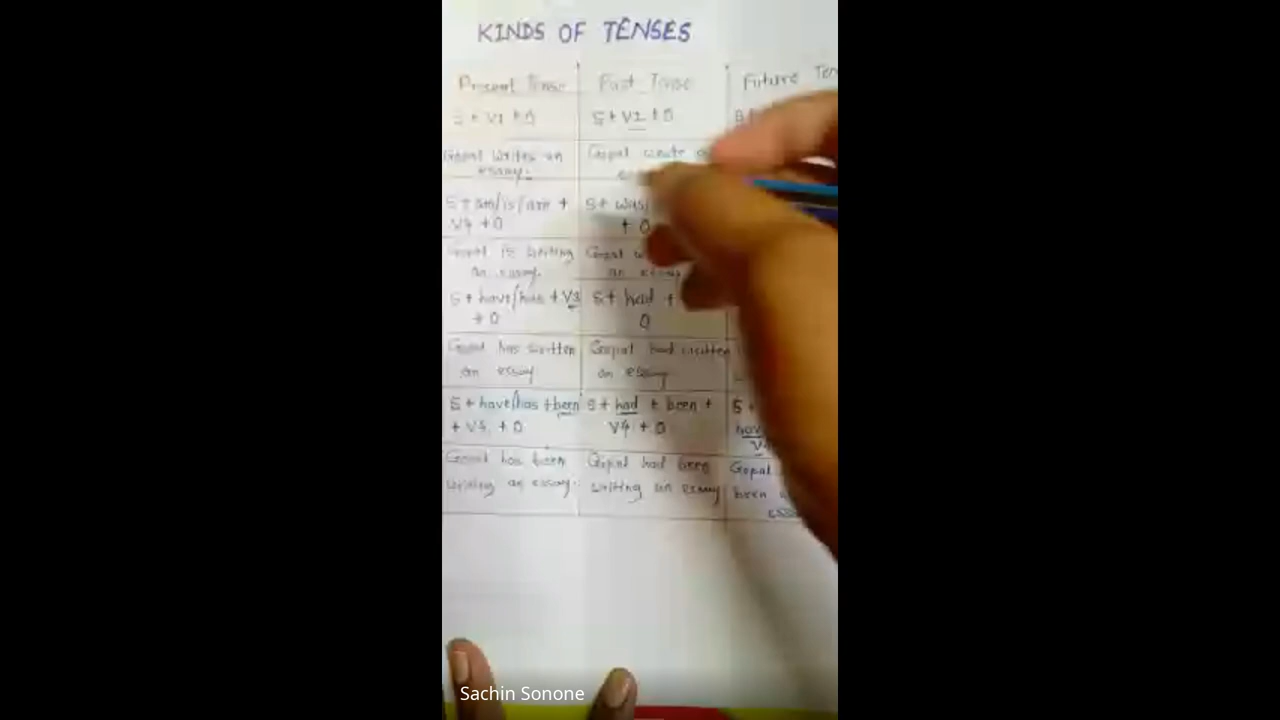 KINDS OF TENSES
Present Tense
Past Tense
Future
S + V1 + O
S + V2 + O
Gopal writes an
essay.
Gopal wrote
S + am/is/are +
V4 + O
S + was/
+ O
Gopal is writing
an essay.
Gopal
an essay
S + have/has + V3
+ O
S + had +
O
Gopal has written
an essay
Gopal had written
an essay
S + have/has + been
+ V4 + O
S + had + been +
V4 + O
S +
Gopal has been
writing an essay.
Gopal had been
writing an essay
Gopal
been
Sachin Sonone